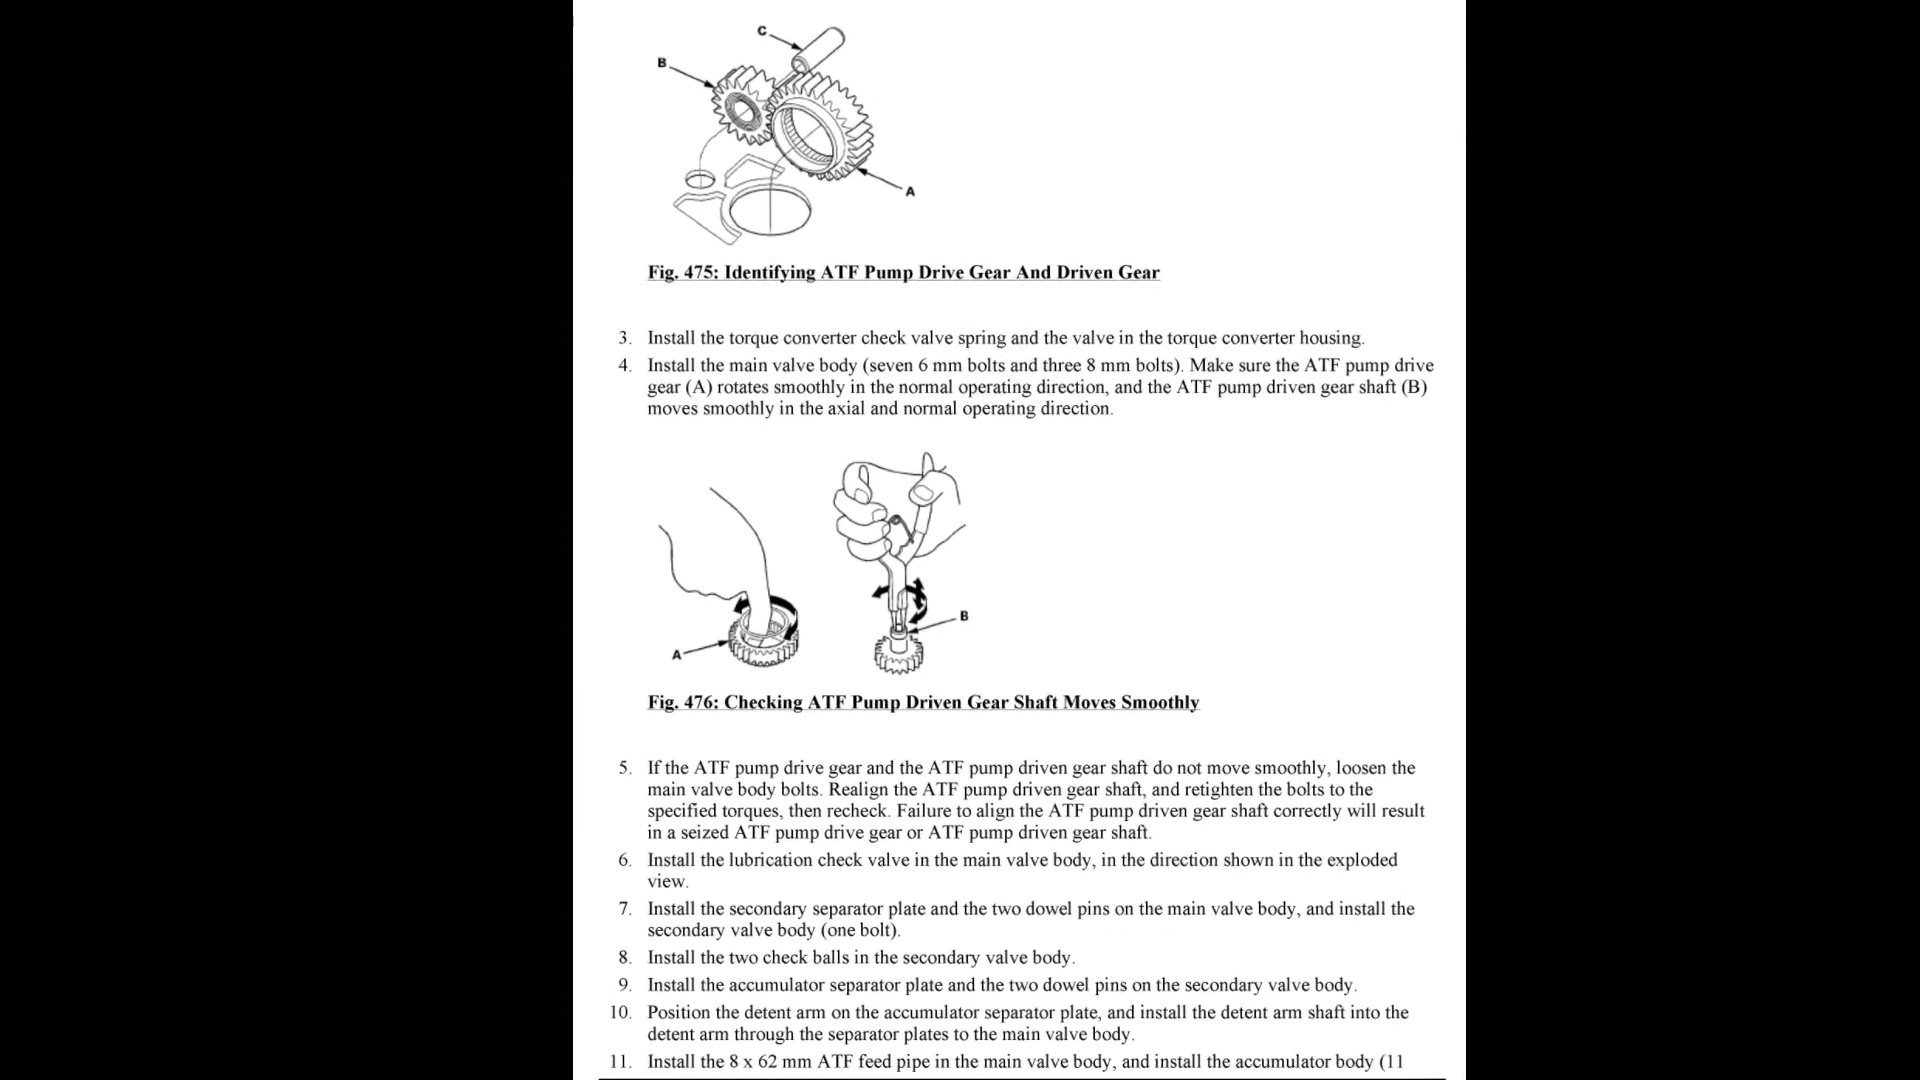 C
B
A
Fig. 475: Identifying ATF Pump Drive Gear And Driven Gear
3. Install the torque converter check valve spring and the valve in the torque converter housing.
4. Install the main valve body (seven 6 mm bolts and three 8 mm bolts). Make sure the ATF pump drive
gear (A) rotates smoothly in the normal operating direction, and the ATF pump driven gear shaft (B)
moves smoothly in the axial and normal operating direction.
B
A
Fig. 476: Checking ATF Pump Driven Gear Shaft Moves Smoothly
5. If the ATF pump drive gear and the ATF pump driven gear shaft do not move smoothly, loosen the
main valve body bolts. Realign the ATF pump driven gear shaft, and retighten the bolts to the
specified torques, then recheck. Failure to align the ATF pump driven gear shaft correctly will result
in a seized ATF pump drive gear or ATF pump driven gear shaft.
6. Install the lubrication check valve in the main valve body, in the direction shown in the exploded
view.
7. Install the secondary separator plate and the two dowel pins on the main valve body, and install the
secondary valve body (one bolt).
8. Install the two check balls in the secondary valve body.
9. Install the accumulator separator plate and the two dowel pins on the secondary valve body.
10. Position the detent arm on the accumulator separator plate, and install the detent arm shaft into the
detent arm through the separator plates to the main valve body.
11. Install the 8 x 62 mm ATF feed pipe in the main valve body, and install the accumulator body (11